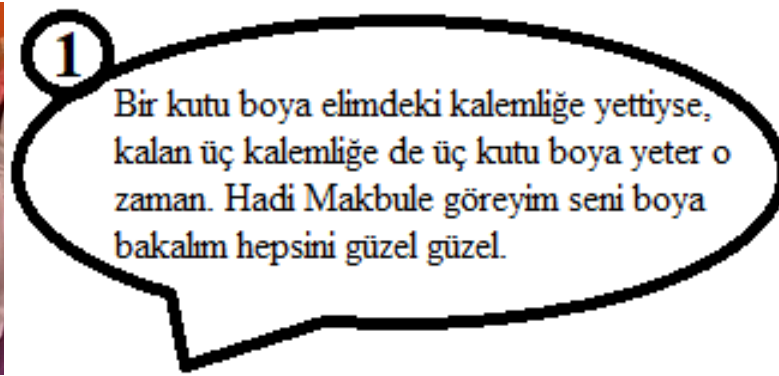 1
Bir kutu boya elimdeki kalemliğe yettiyse,
kalan üç kalemliğe de üç kutu boya yeter o
zaman. Hadi Makbule göreyim seni boya
bakalım hepsini güzel güzel.